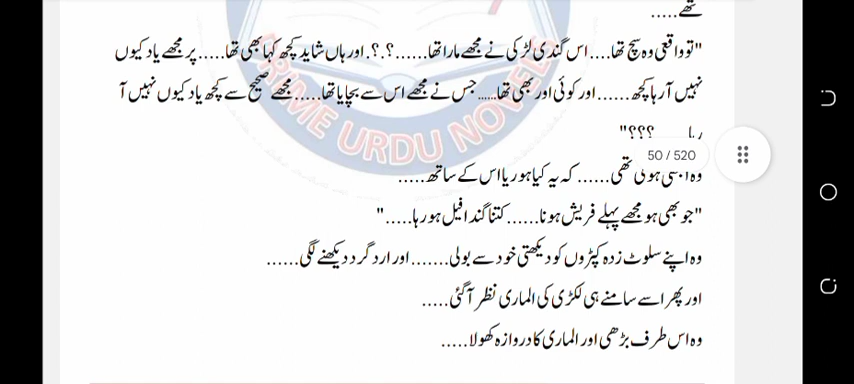 تھے.....
"تو واقعی وہ سچ تھا....اس گندی لڑکی نے مجھے مارا تھا......؟.؟.اور ہاں شاید کچھ کہا بھی تھا.....پر مجھے یاد کیوں
نہیں آ رہا کچھ......اور کوئی اور بھی تھا......جس نے مجھے اس سے بچایا تھا.....مجھے صحیح سے کچھ یاد کیوں نہیں آ
رہا ؟؟؟"
50 / 520
وہ الجھی ہوئی تھی......کہ یہ کیا ہو رہا اس کے ساتھ.....
"جو بھی ہو مجھے پہلے فریش ہونا......کتنا گندا فیل ہو رہا....."
وہ اپنے سلوٹ زدہ کپڑوں کو دیکھتی خود سے بولی.......اور ارد گرد دیکھنے لگی......
اور پھر اسے سامنے ہی لکڑی کی الماری نظر آ گئی.....
وہ اس طرف بڑھی اور الماری کا دروازہ کھولا.....
PRIME URDU NOVELS